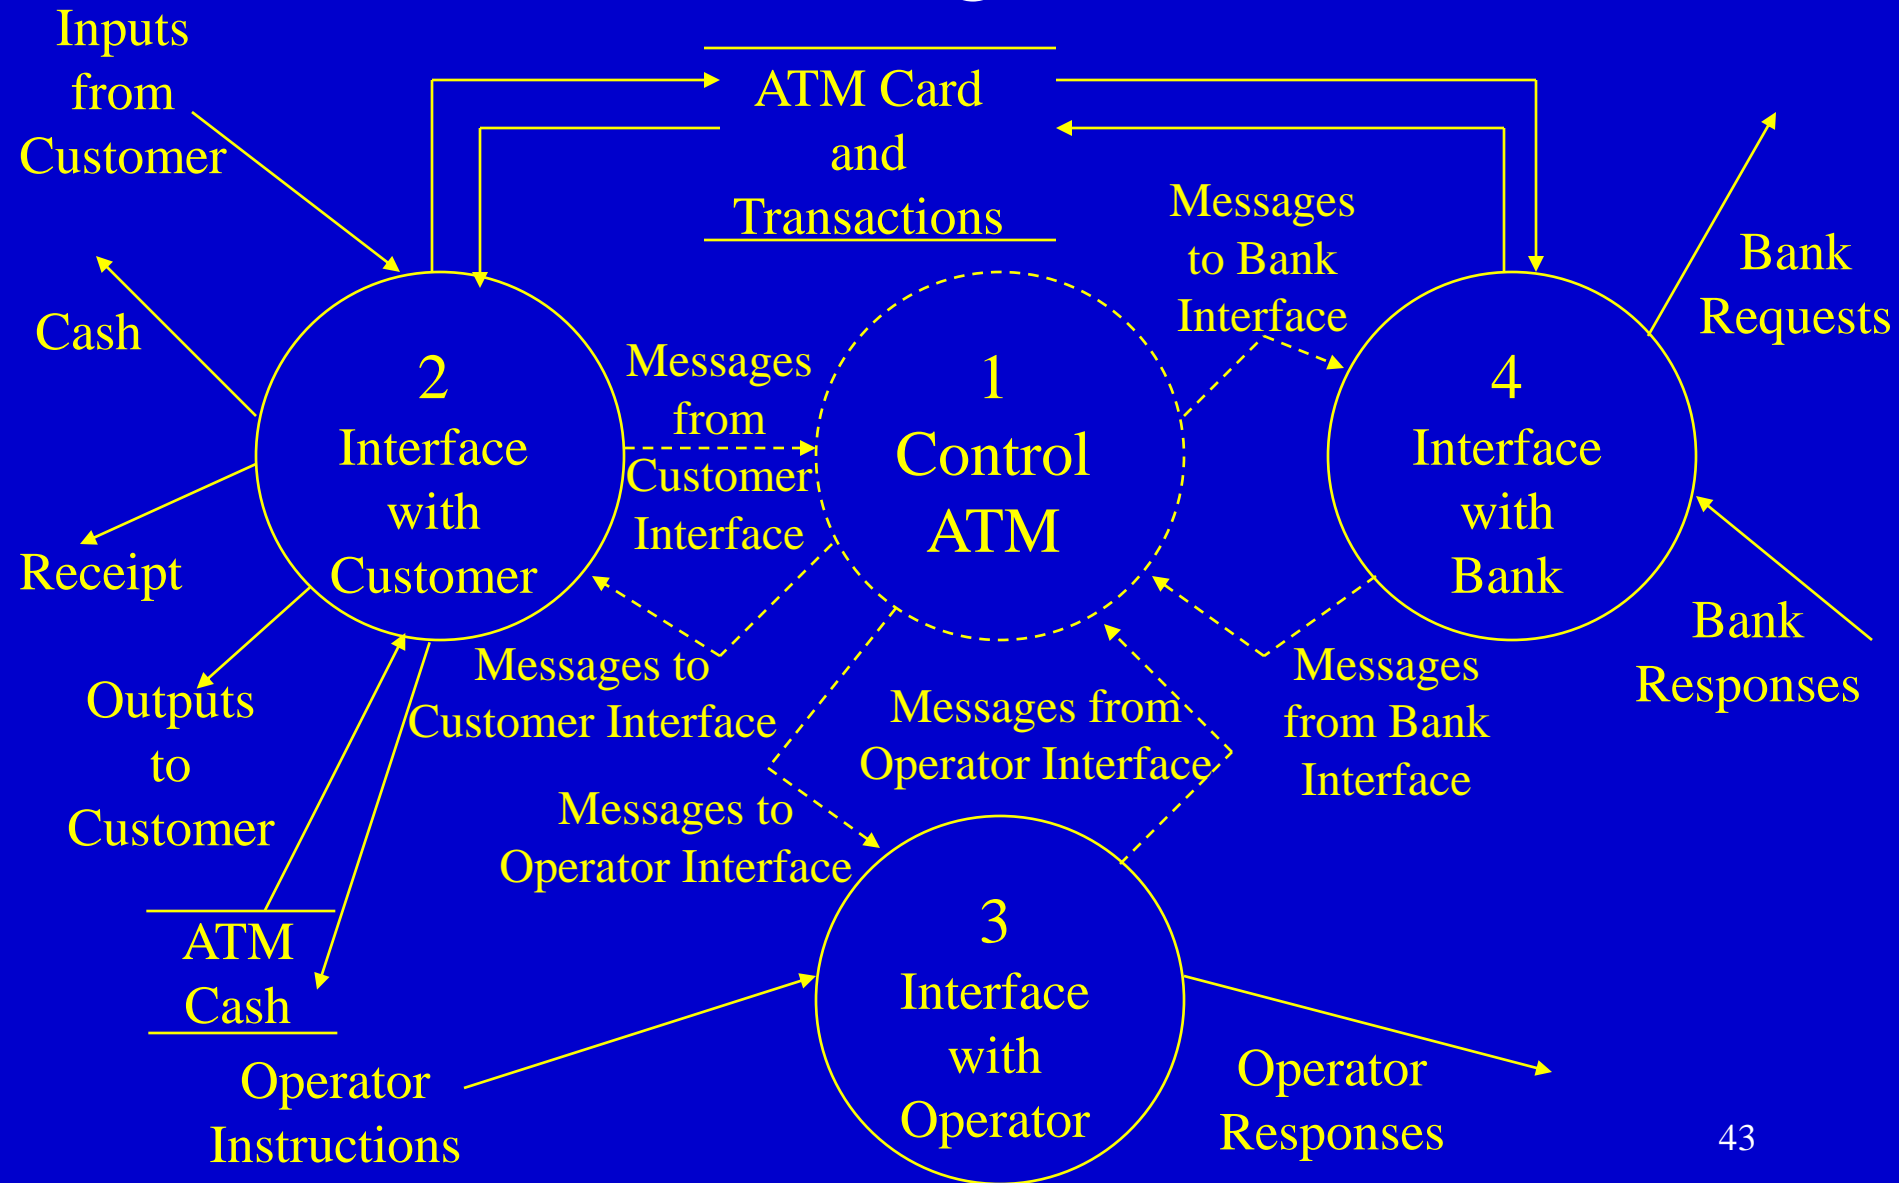 Inputs
from
Customer
ATM Card
and
Transactions
Messages
to Bank
Interface
Bank
Requests
Cash
2
Interface
with
Customer
Messages
from
Customer
Interface
1
Control
ATM
4
Interface
with
Bank
Receipt
Bank
Responses
Outputs
to
Customer
Messages to
Customer Interface
Messages from
Operator Interface
Messages
from Bank
Interface
Messages to
Operator Interface
ATM
Cash
3
Interface
with
Operator
Operator
Instructions
Operator
Responses
43